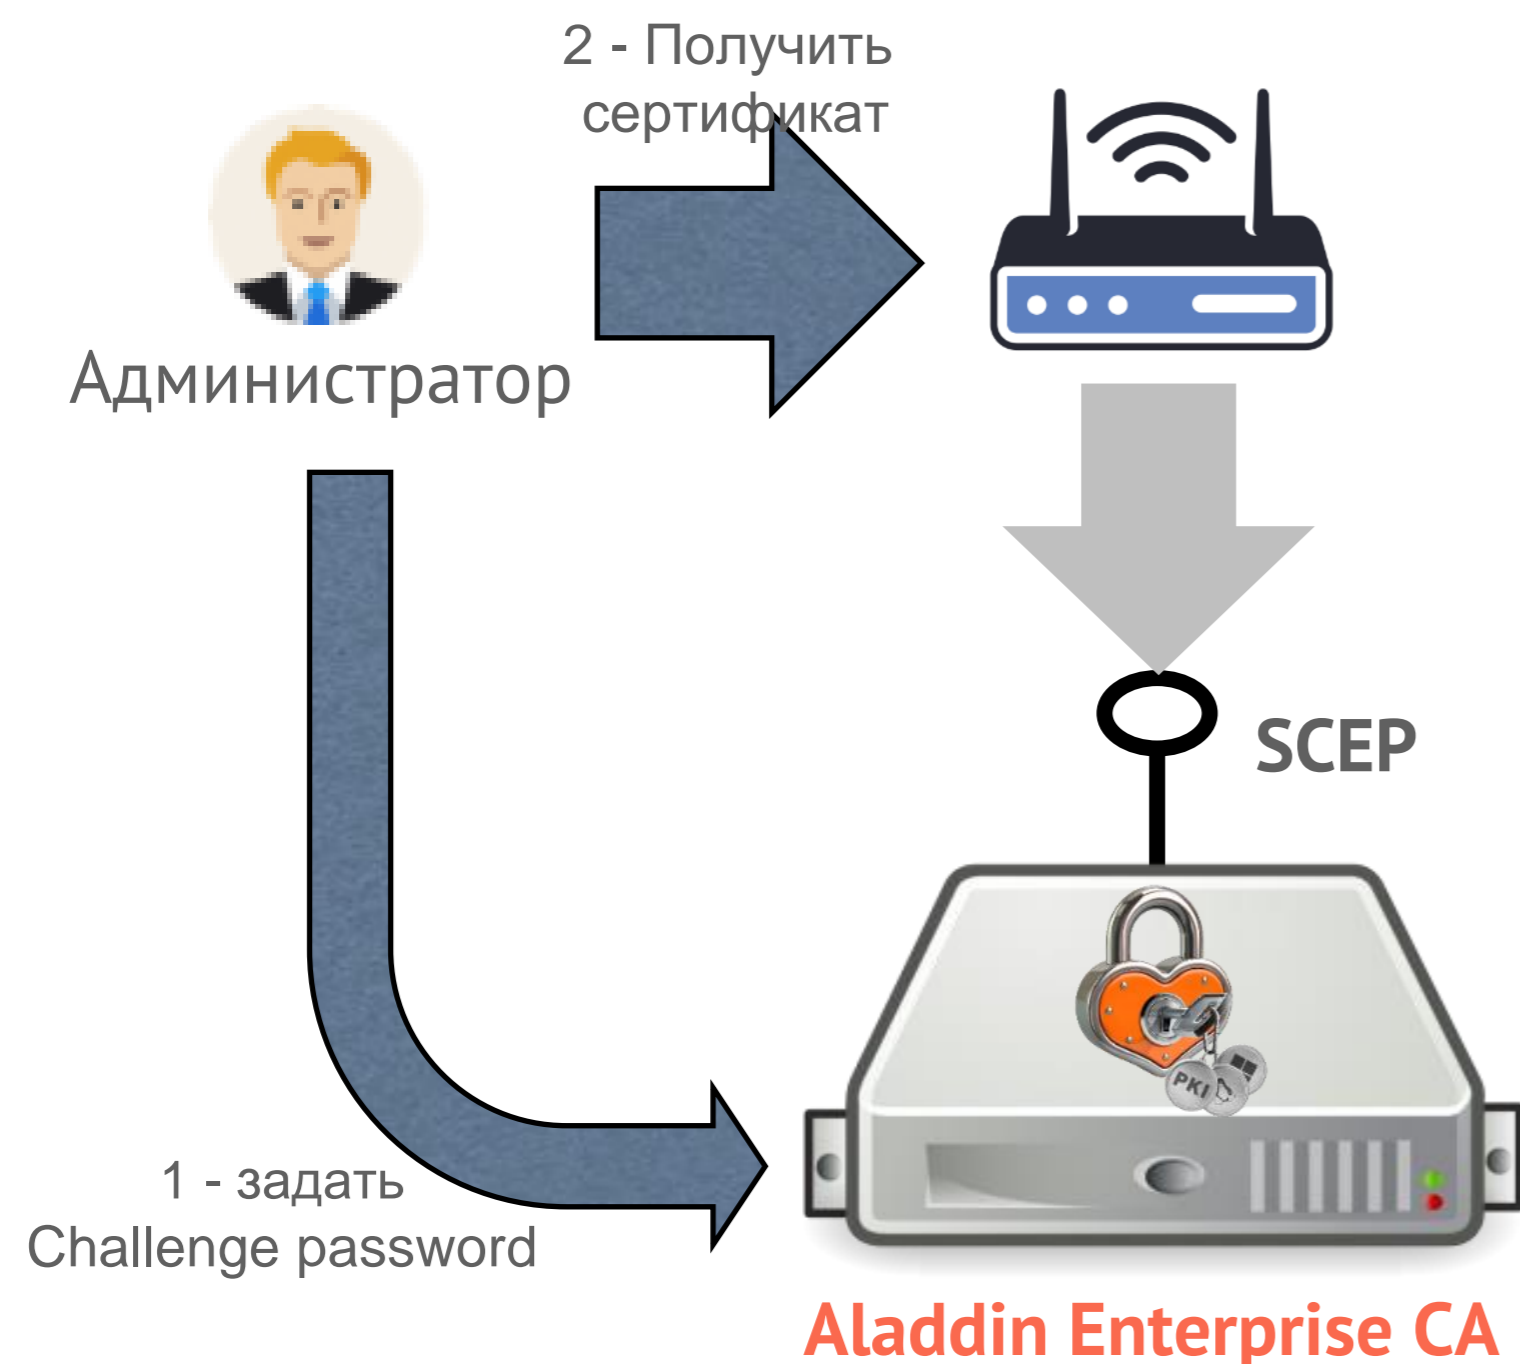 2 - Получить
сертификат
Администратор
SCEP
PKI
1 - задать
Challenge password
Aladdin Enterprise CA